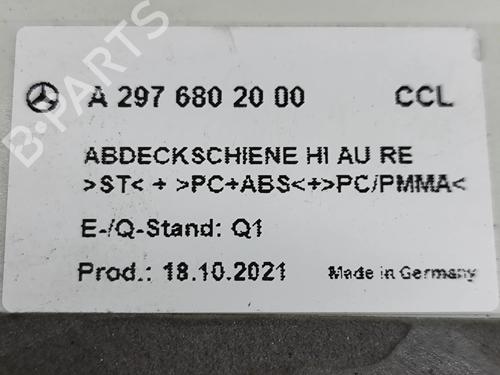 A 297 680 20 00 CCL
ABDECKSCHIENE HI AU RE
>ST< + >PC+ABS<+>PC/PMMA<
E-/Q-Stand: Q1
Prod.: 18.10.2021 Made in Germany
B-PARTS